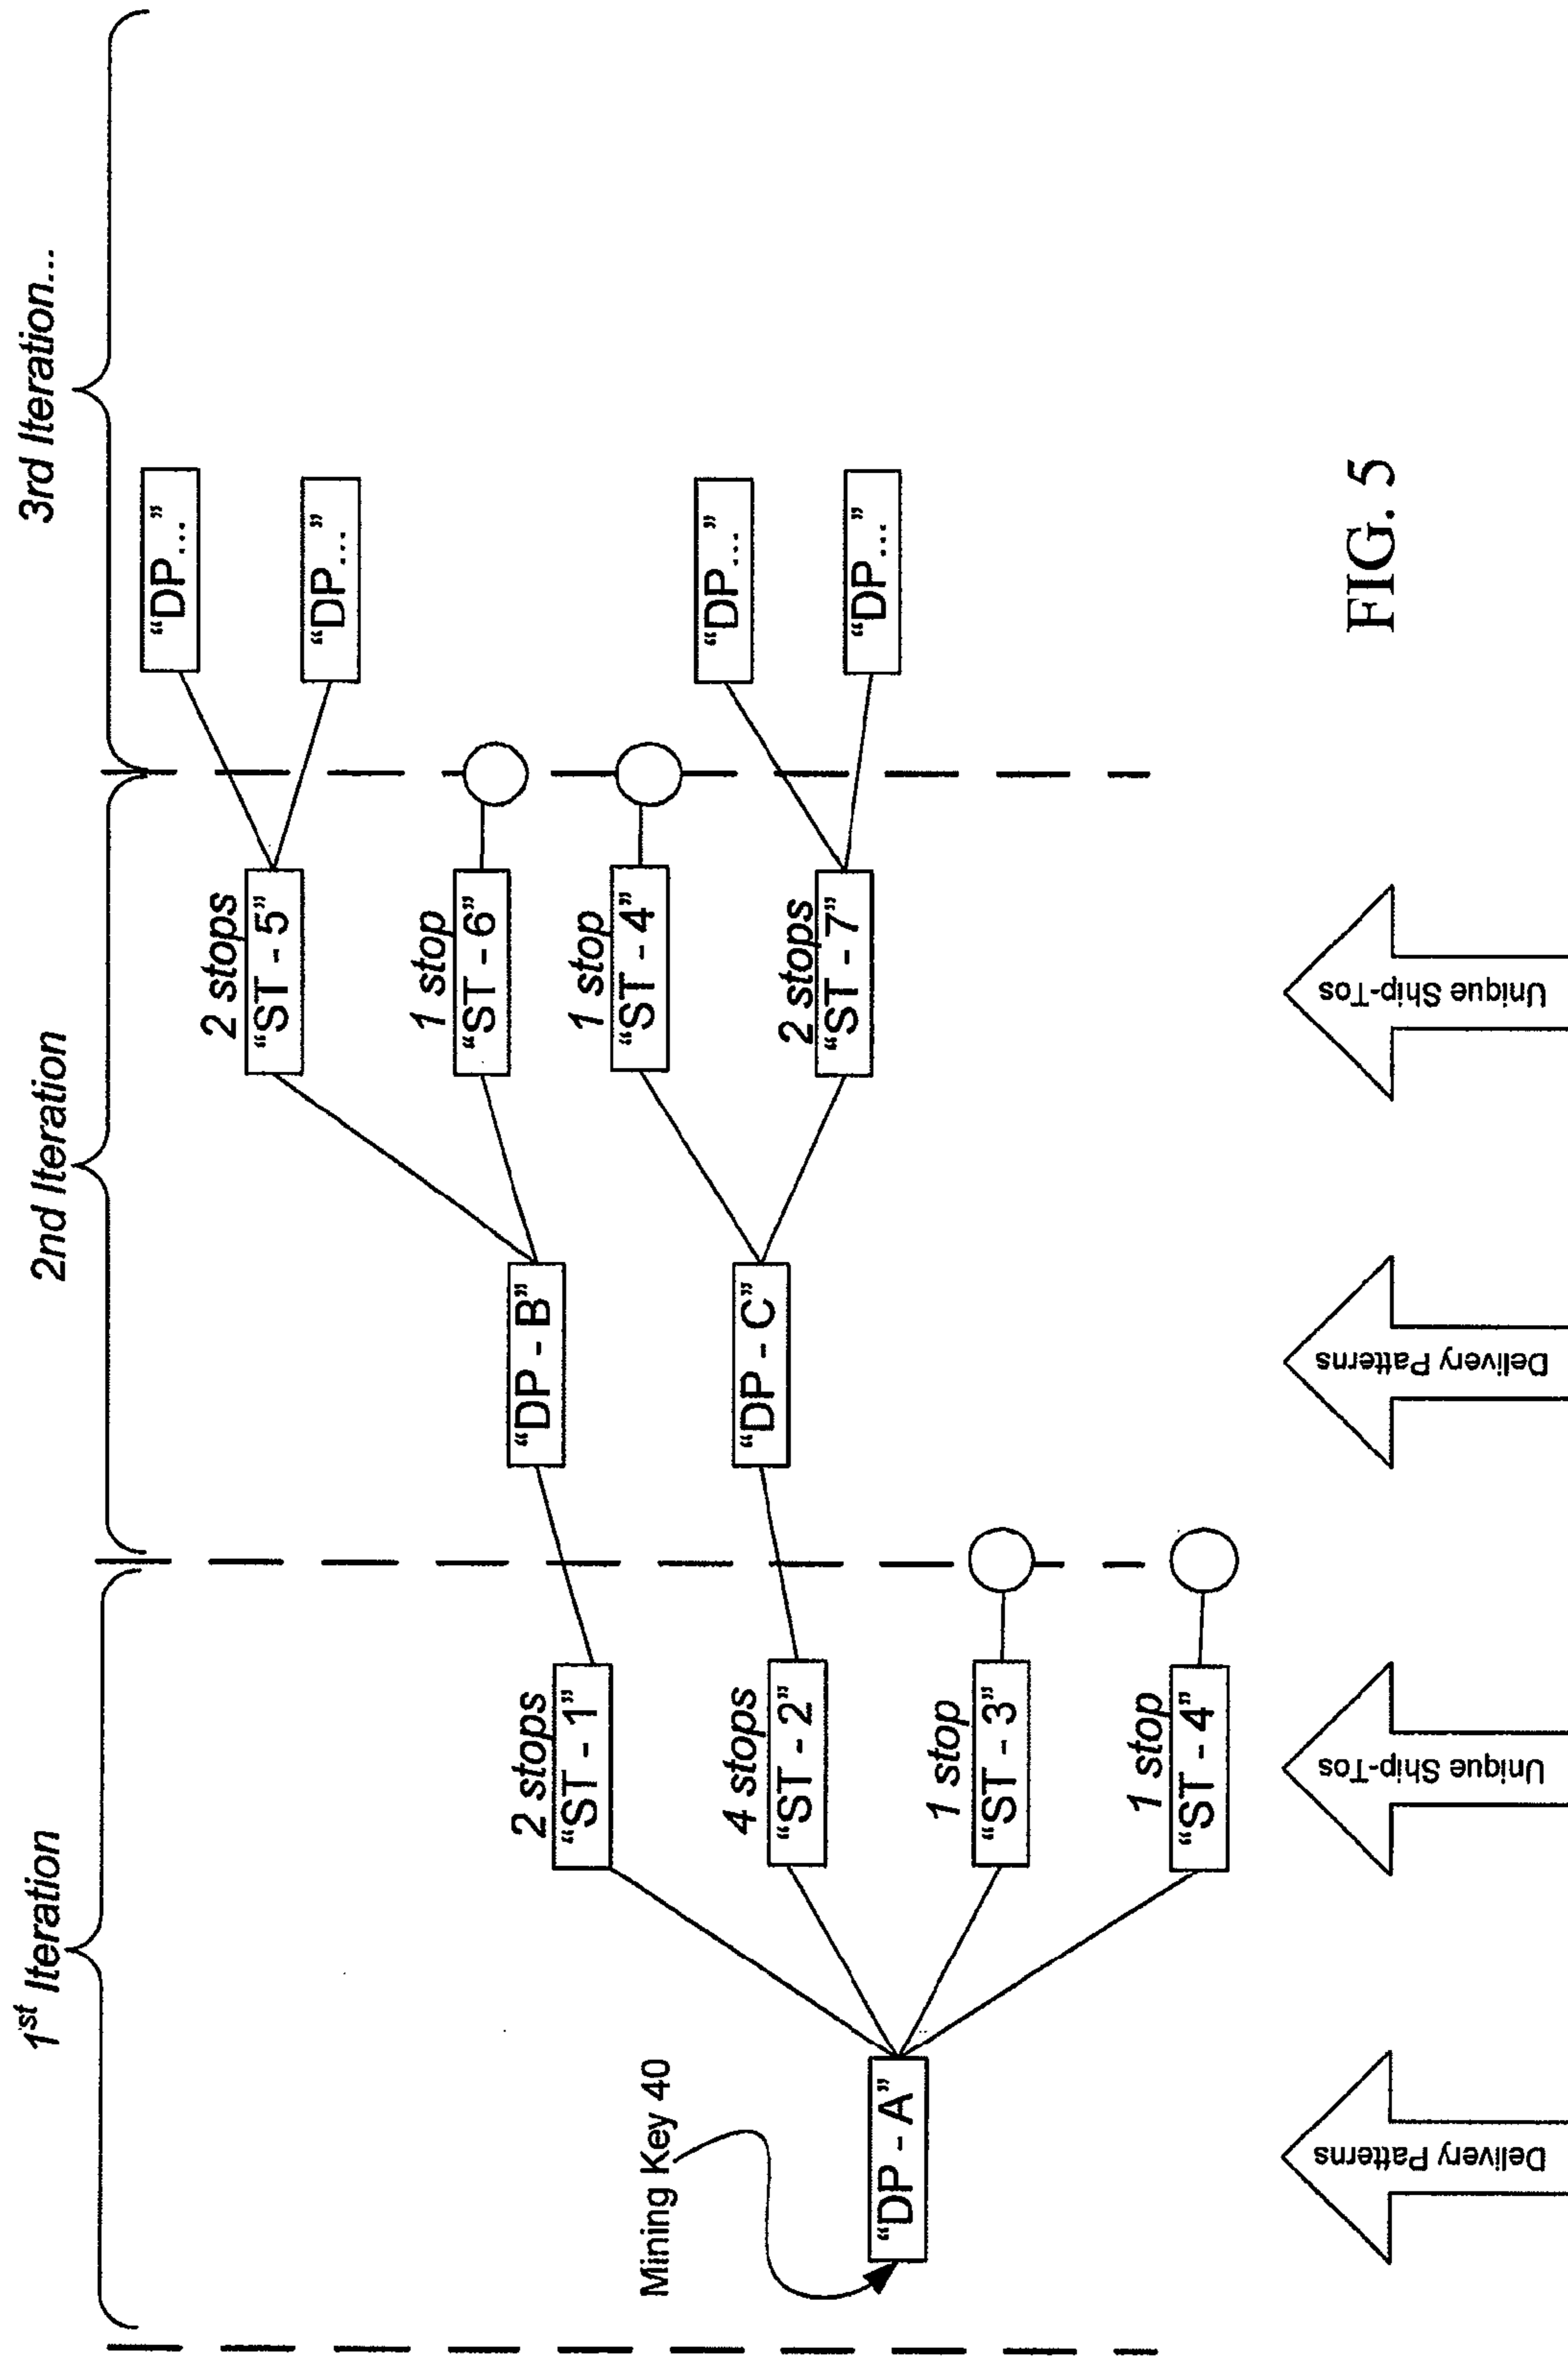 1st Iteration
2nd Iteration
3rd Iteration...
Mining Key 40
“DP - A”
2 stops
“ST - 1”
4 stops
“ST - 2”
1 stop
“ST - 3”
1 stop
“ST - 4”
“DP - B”
“DP - C”
2 stops
“ST - 5”
1 stop
“ST - 6”
1 stop
“ST - 4”
2 stops
“ST - 7”
“DP...”
“DP...”
“DP...”
“DP...”
Delivery Patterns
Unique Ship-Tos
Delivery Patterns
Unique Ship-Tos
FIG. 5